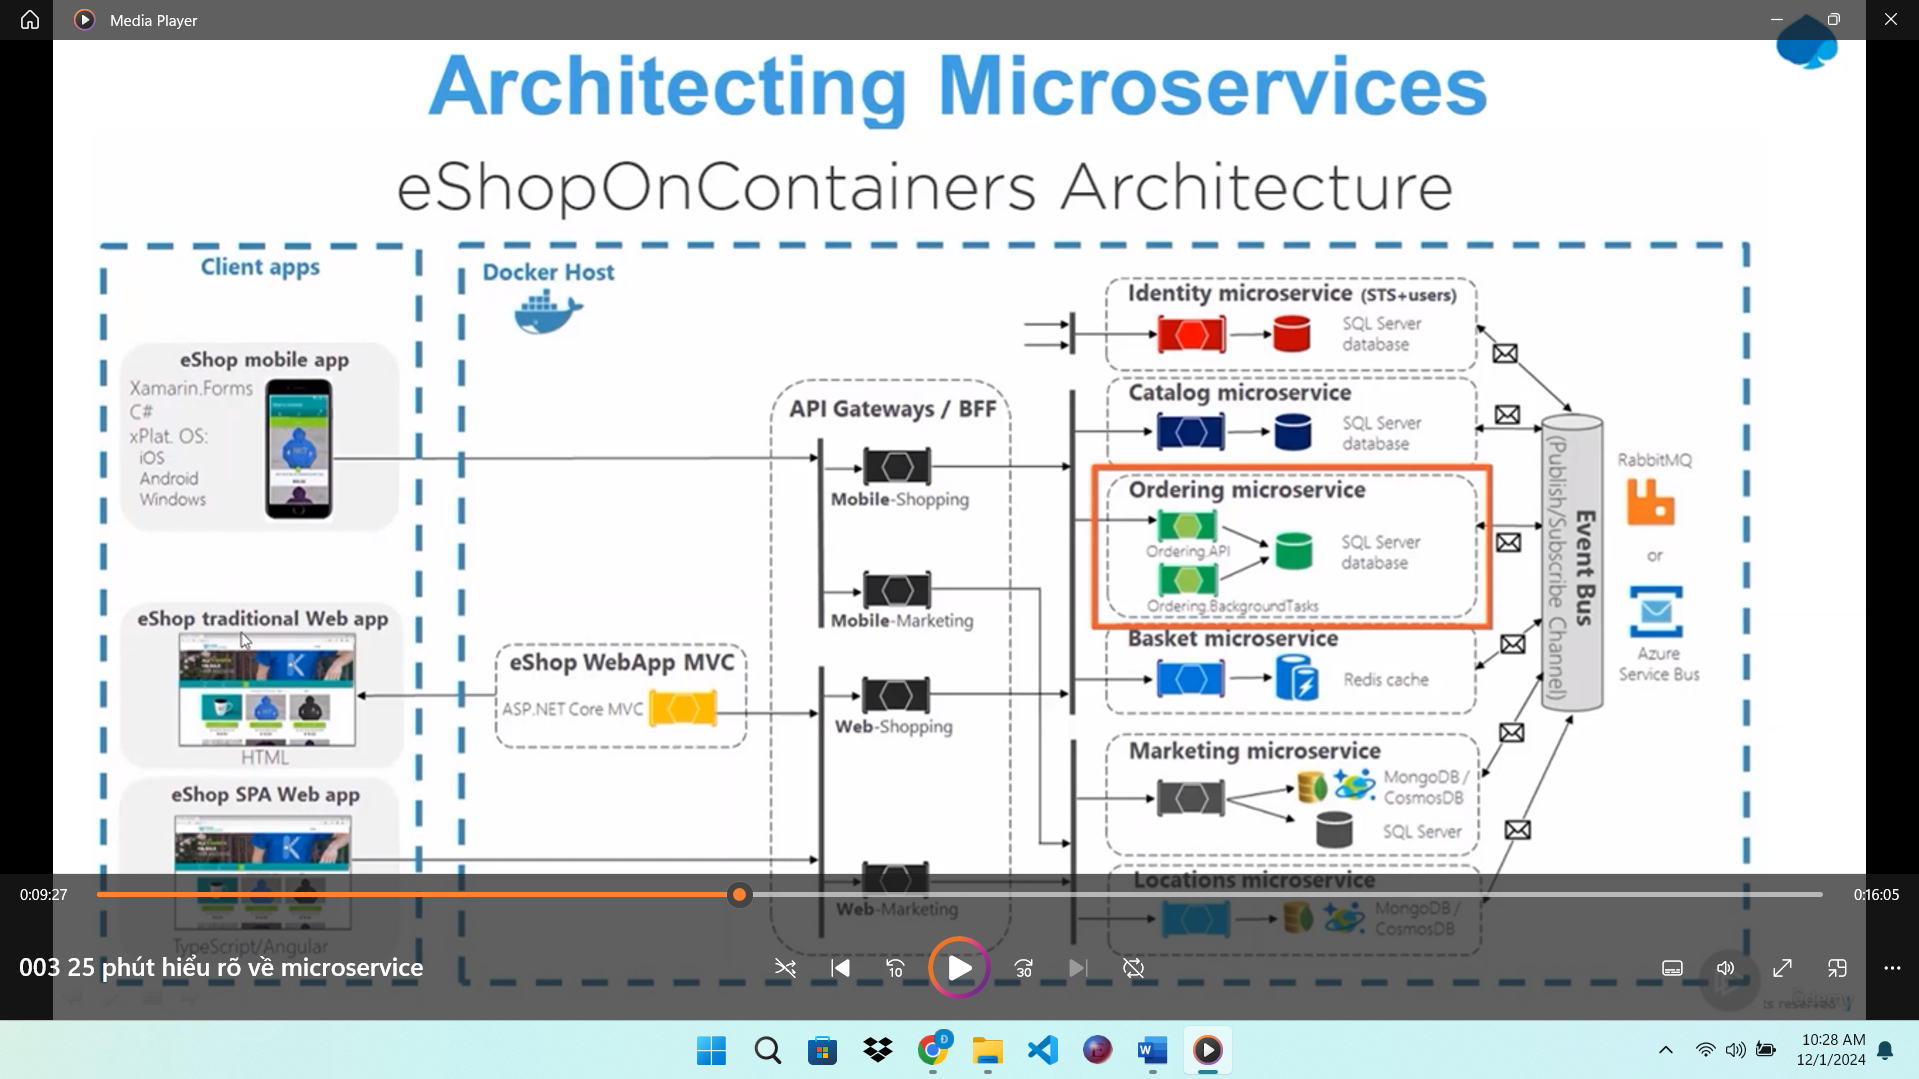 Media Player
Architecting Microservices
eShopOnContainers Architecture
Client apps
eShop mobile app
Xamarin.Forms
C#
xPlat. OS:
iOS
Android
Windows
eShop traditional Web app
HTML
eShop SPA Web app
TypeScript/Angular
Docker Host
eShop WebApp MVC
ASP.NET Core MVC
API Gateways / BFF
Mobile-Shopping
Mobile-Marketing
Web-Shopping
Web-Marketing
Identity microservice (STS+users)
SQL Server
database
Catalog microservice
SQL Server
database
Ordering microservice
Ordering.API
SQL Server
database
Ordering.BackgroundTasks
Basket microservice
Redis cache
Marketing microservice
MongoDB /
CosmosDB
SQL Server
Locations microservice
MongoDB /
CosmosDB
Event Bus
(Publish/Subscribe Channel)
RabbitMQ
or
Azure
Service Bus
0:09:27
0:16:05
003 25 phút hiểu rõ về microservice
10
30
ts reserved
10:28 AM
12/1/2024